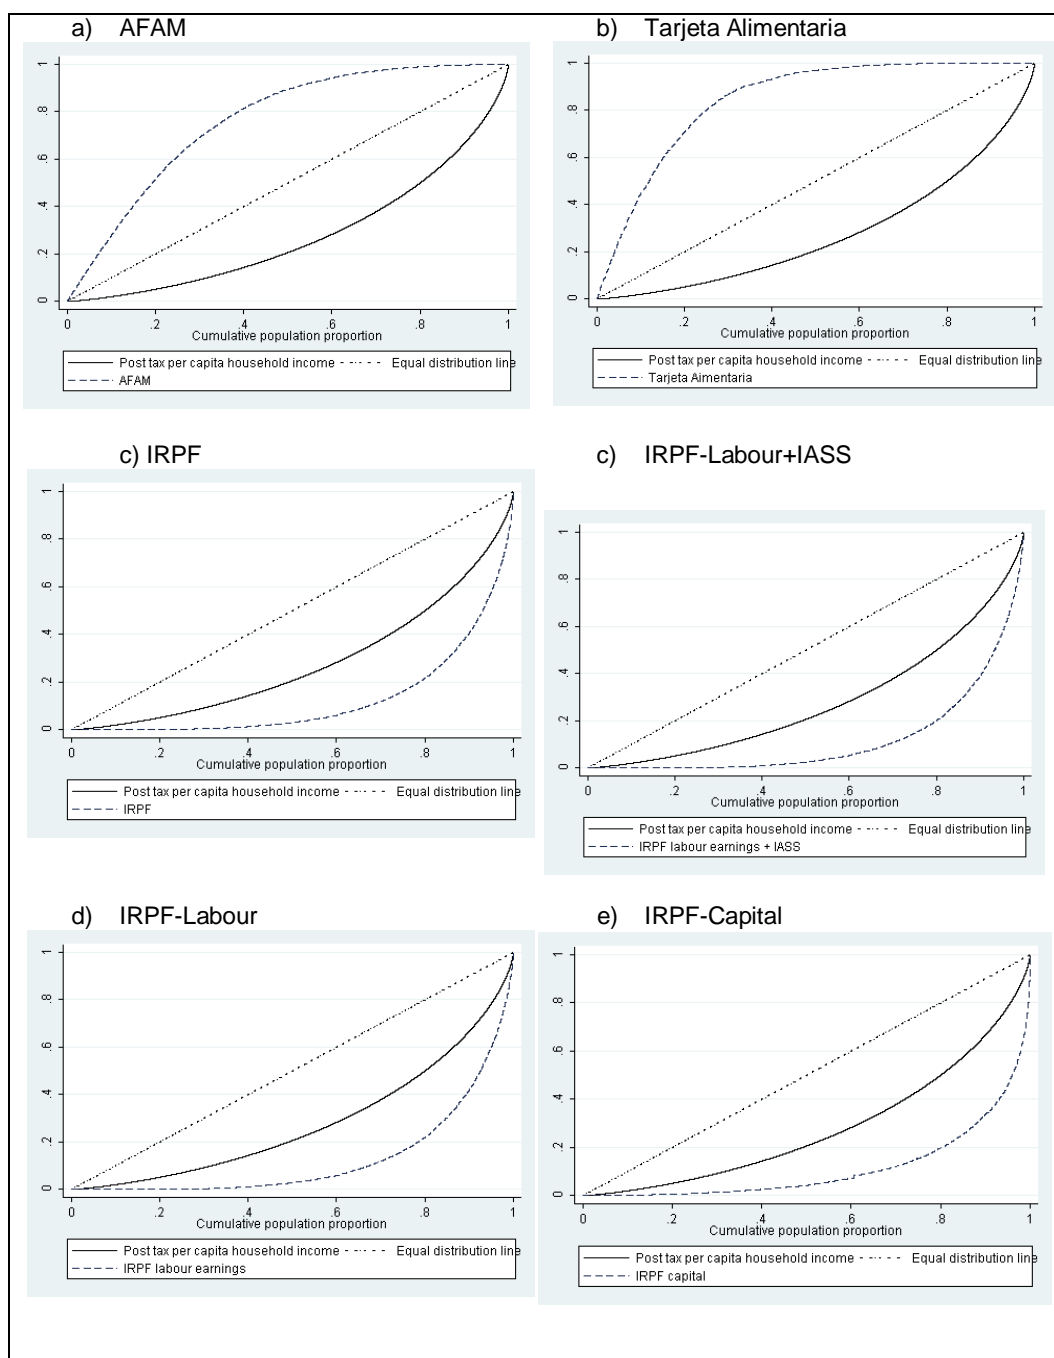 a) AFAM
1
.8
.6
.4
.2
0
0 .2 .4 .6 .8 1
Cumulative population proportion
Post tax per capita household income Equal distribution line
AFAM
b) Tarjeta Alimentaria
1
.8
.6
.4
.2
0
0 .2 .4 .6 .8 1
Cumulative population proportion
Post tax per capita household income Equal distribution line
Tarjeta Alimentaria
c) IRPF
1
.8
.6
.4
.2
0
0 .2 .4 .6 .8 1
Cumulative population proportion
Post tax per capita household income Equal distribution line
IRPF
c) IRPF-Labour+IASS
1
.8
.6
.4
.2
0
0 .2 .4 .6 .8 1
Cumulative population proportion
Post tax per capita household income Equal distribution line
IRPF labour earnings + IASS
d) IRPF-Labour
1
.8
.6
.4
.2
0
0 .2 .4 .6 .8 1
Cumulative population proportion
Post tax per capita household income Equal distribution line
IRPF labour earnings
e) IRPF-Capital
1
.8
.6
.4
.2
0
0 .2 .4 .6 .8 1
Cumulative population proportion
Post tax per capita household income Equal distribution line
IRPF capital